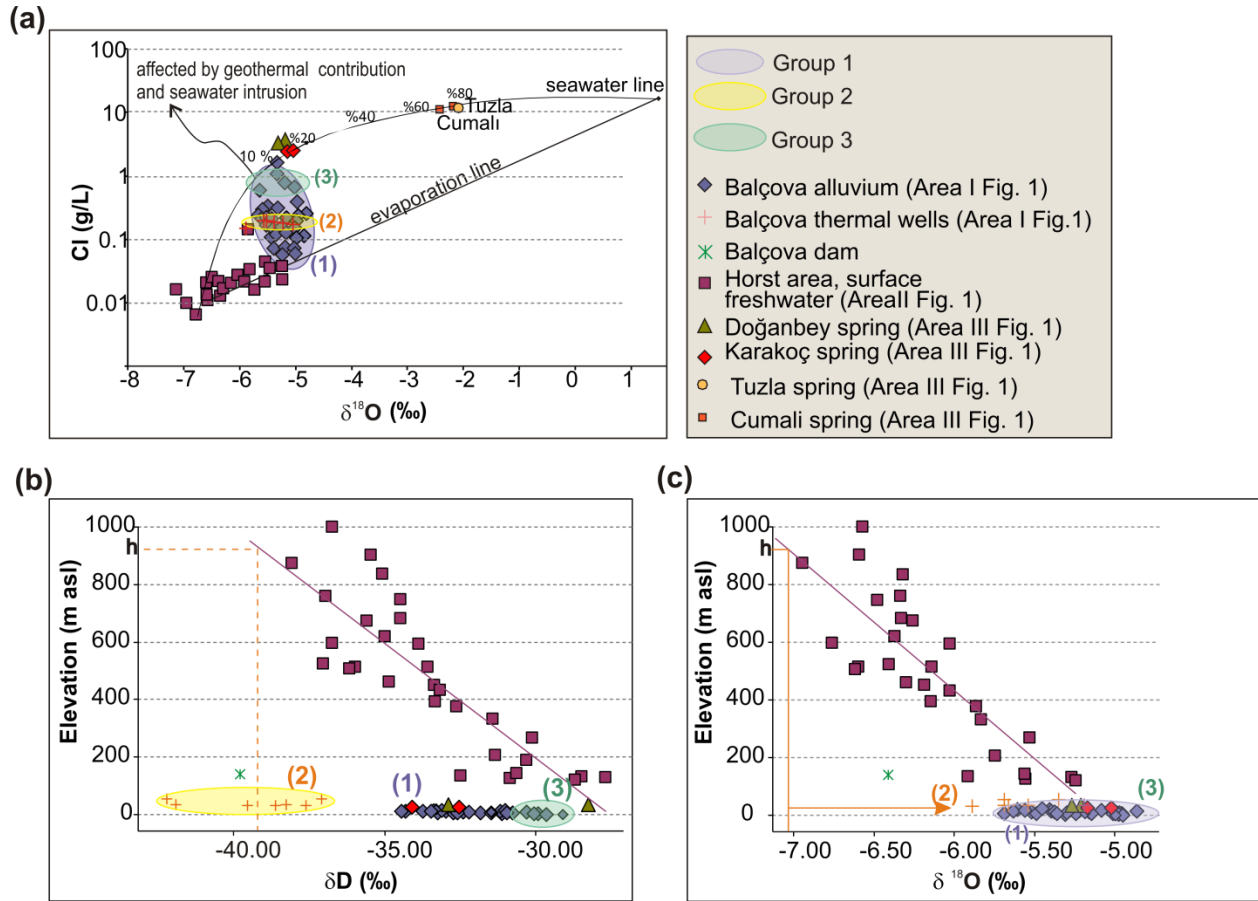 (a)
100
10
1
0.1
0.01
Cl (g/L)
affected by geothermal contribution
and seawater intrusion
10 %
%20
%40
%60
%80
Tuzla
Cumalı
seawater line
evaporation line
(3)
(2)
(1)
-8 -7 -6 -5 -4 -3 -2 -1 0 1
δ¹⁸O (‰)
Group 1
Group 2
Group 3
Balçova alluvium (Area I Fig. 1)
Balçova thermal wells (Area I Fig.1)
Balçova dam
Horst area, surface
freshwater (AreaII Fig. 1)
Doğanbey spring (Area III Fig. 1)
Karakoç spring (Area III Fig. 1)
Tuzla spring (Area III Fig. 1)
Cumali spring (Area III Fig. 1)
(b)
1000
h
800
600
400
200
0
Elevation (m asl)
(2)
(1)
(3)
-40.00 -35.00 -30.00
δD (‰)
(c)
1000
h
800
600
400
200
0
Elevation (m asl)
(2)
(3)
(1)
-7.00 -6.50 -6.00 -5.50 -5.00
δ ¹⁸O (‰)